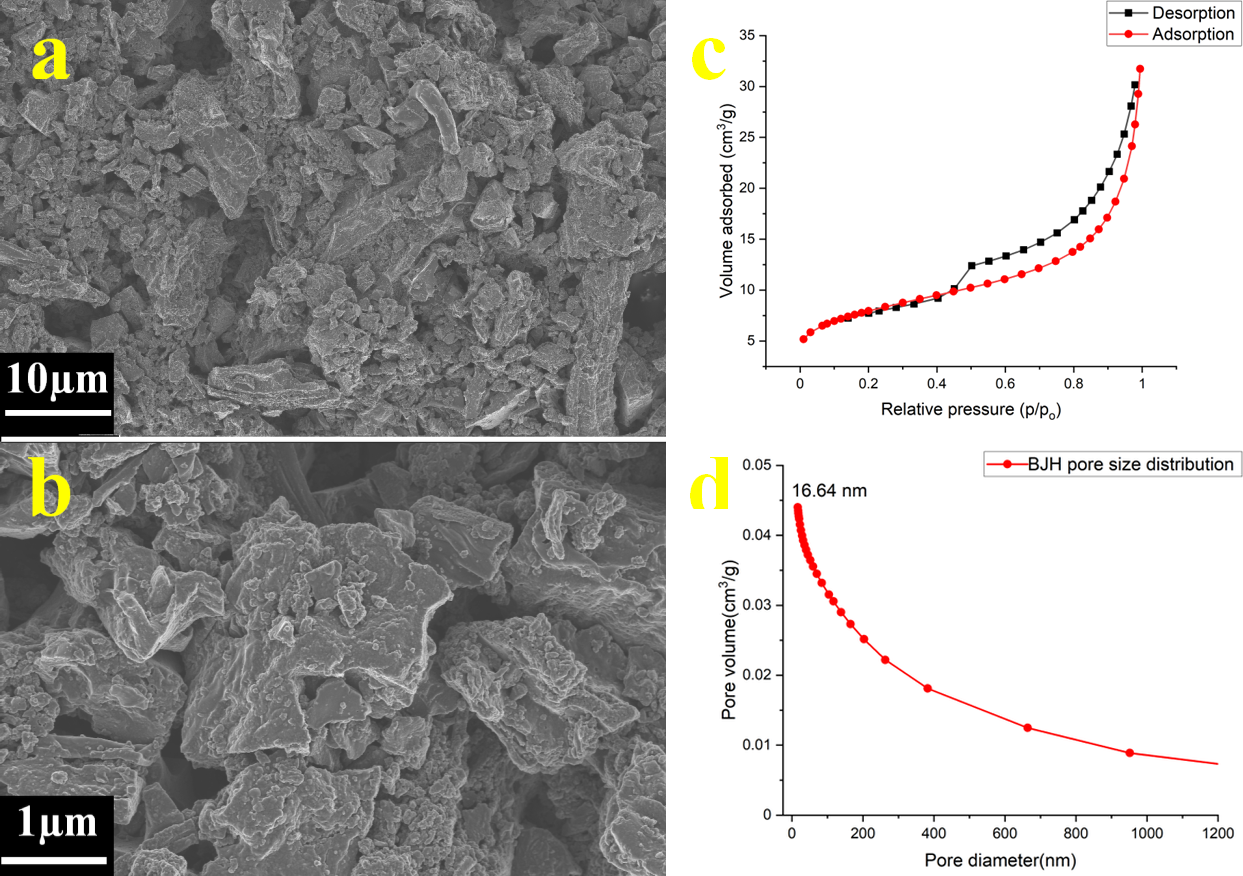 a
10μm
b
1μm
c
Desorption
Adsorption
35
30
25
20
15
10
5
0
0.2
0.4
0.6
0.8
1
Volume adsorbed (cm³/g)
Relative pressure (p/pₒ)
d
BJH pore size distribution
16.64 nm
0.05
0.04
0.03
0.02
0.01
0
0
200
400
600
800
1000
1200
Pore volume(cm³/g)
Pore diameter(nm)